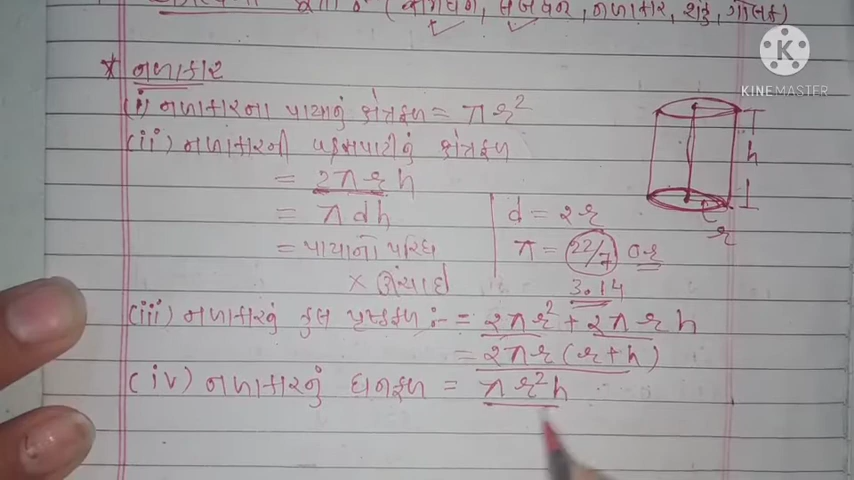 (લંબઘન, સમઘન, નળાકાર, શંકુ, ગોલક)
KINEMASTER
* નળાકાર
(i) નળાકારના પાયાનું ક્ષેત્રફળ = πr²
(ii) નળાકારની વક્રસપાટીનું ક્ષેત્રફળ
= 2πrh
= πdh
d = 2r
= પાયાનો પરિઘ
π = 22/7 or
× ઊંચાઈ
3.14
(iii) નળાકારનું કુલ પૃષ્ઠફળ :- = 2πr² + 2πrh
= 2πr(r+h)
(iv) નળાકારનું ઘનફળ = πr²h
h
r